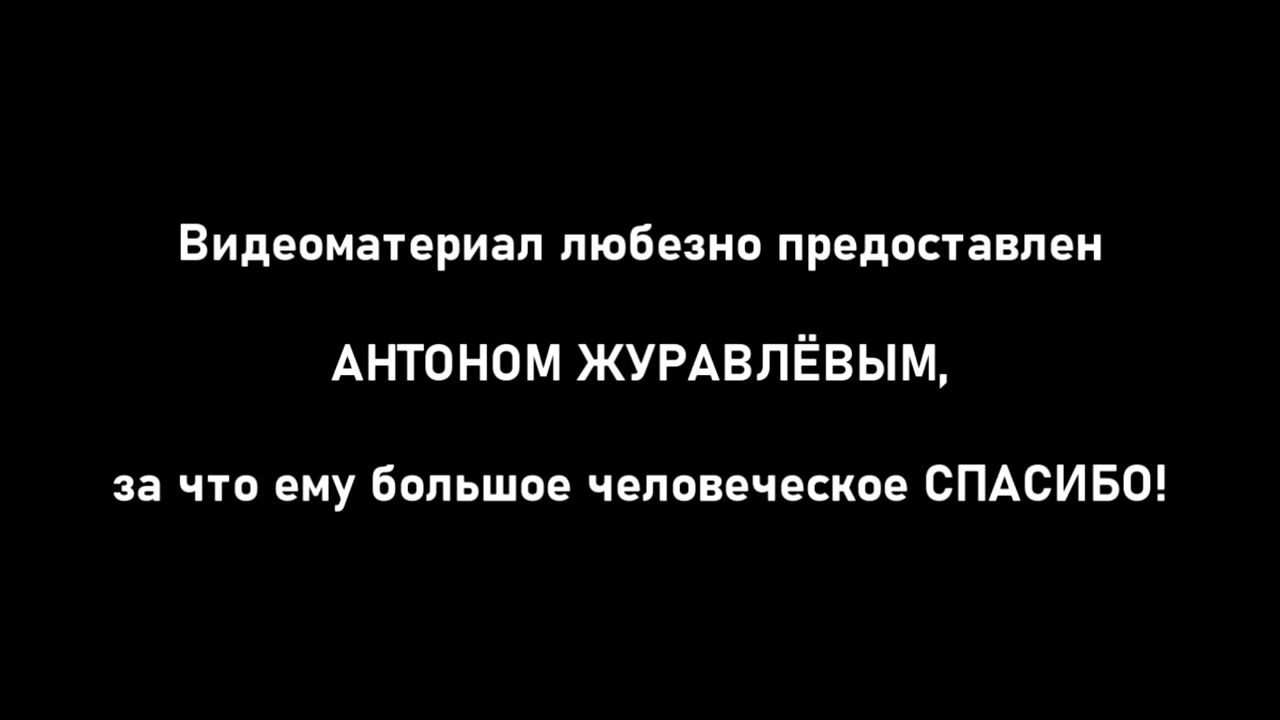 Видеоматериал любезно предоставлен
АНТОНОМ ЖУРАВЛЁВЫМ,
за что ему большое человеческое СПАСИБО!